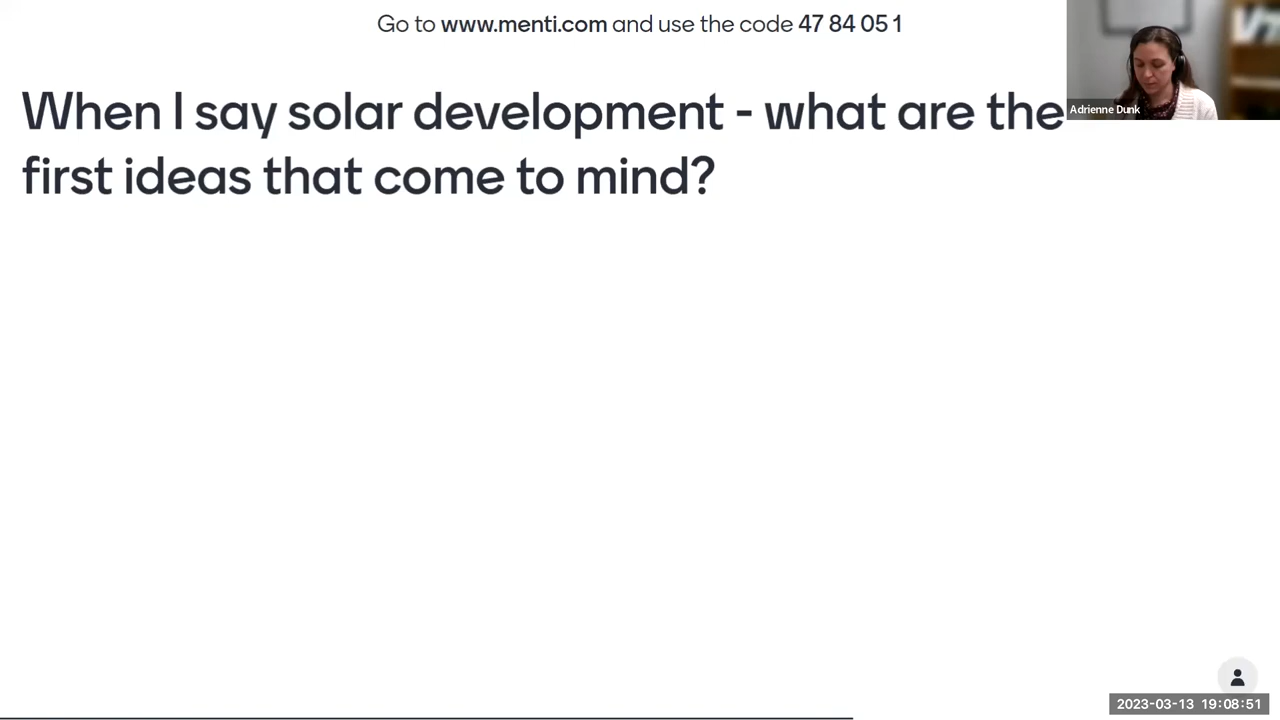 Go to www.menti.com and use the code 47 84 05 1
When I say solar development - what are the
first ideas that come to mind?
Adrienne Dunk
2023-03-13 19:08:51